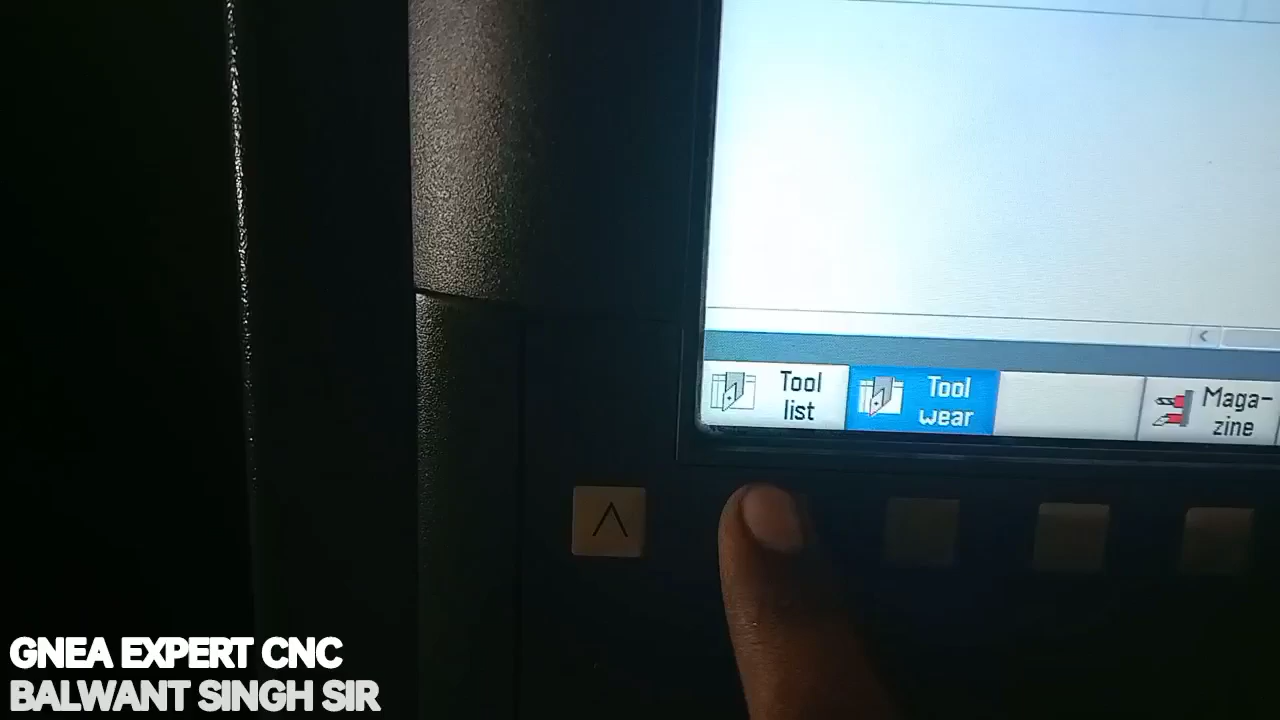 Tool
list
Tool
wear
Maga-
zine
<
∧
GNEA EXPERT CNC
BALWANT SINGH SIR